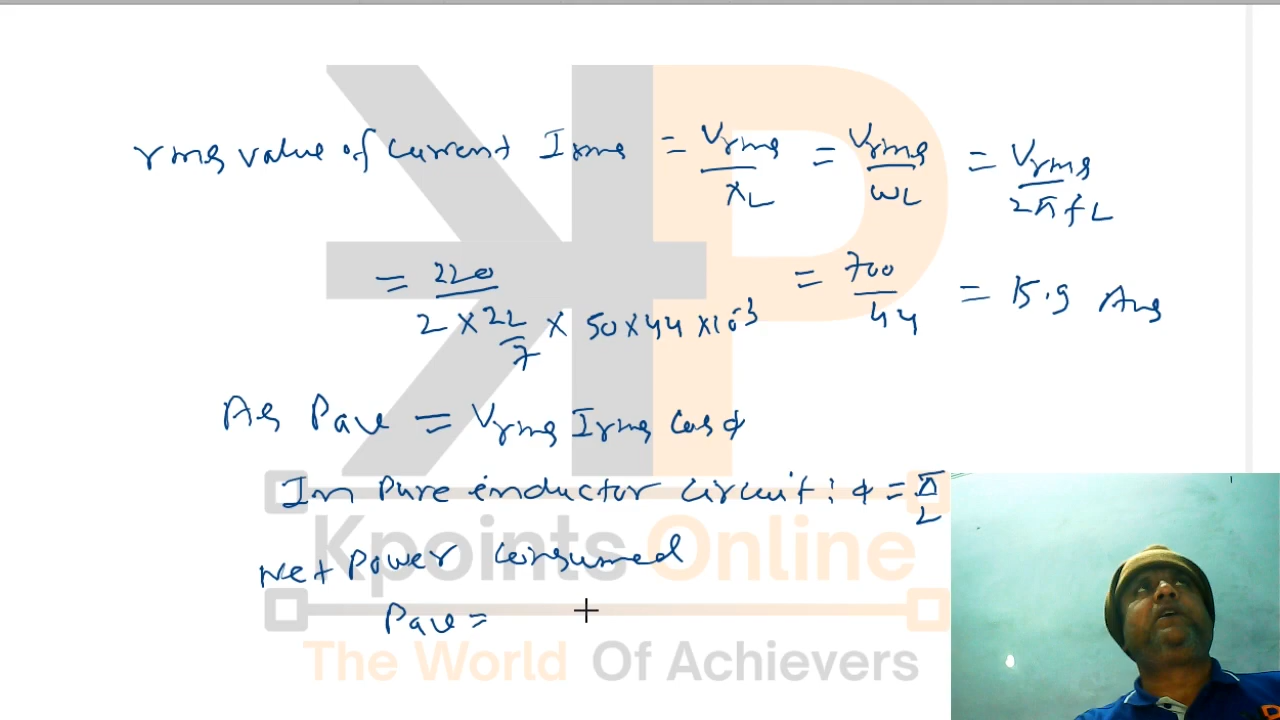 rms value of current Irms = Vrms / XL = Vrms / ωL = Vrms / 2πfL
= 220 / 2 × 22/7 × 50 × 44 × 10^-3 = 700 / 44 = 15.9 Ans
As Pav = Vrms Irms cos φ
In pure inductor circuit : φ = π/2
Net power consumed
Pav =
Kpoints Online
The World Of Achievers